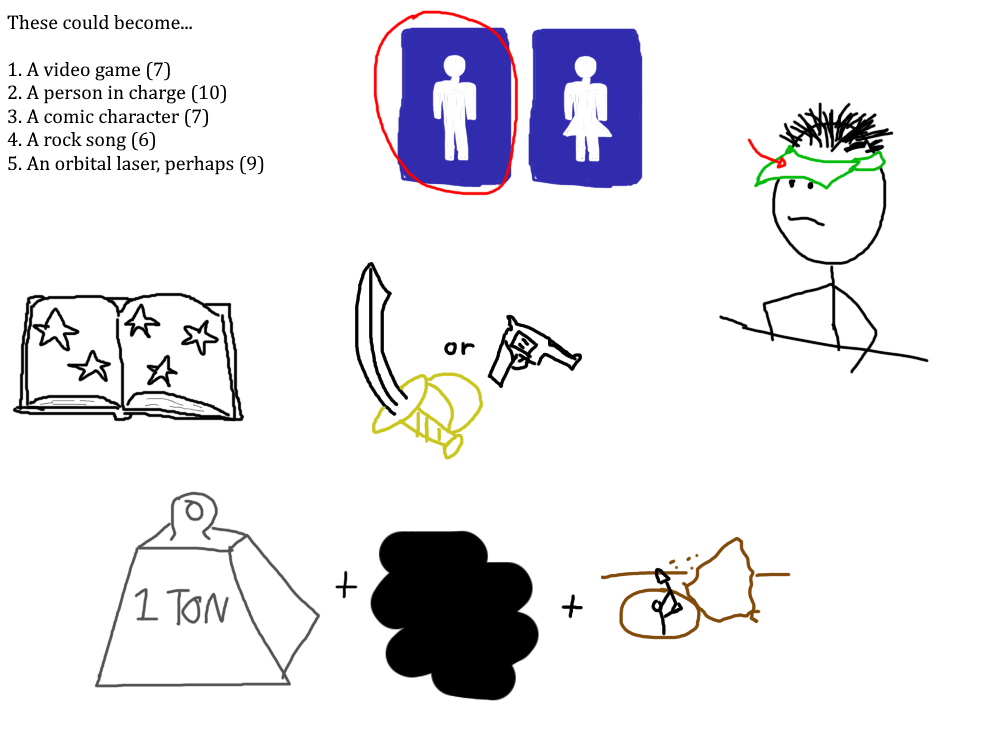 These could become...
1. A video game (7)
2. A person in charge (10)
3. A comic character (7)
4. A rock song (6)
5. An orbital laser, perhaps (9)
or
1 TON
+
+